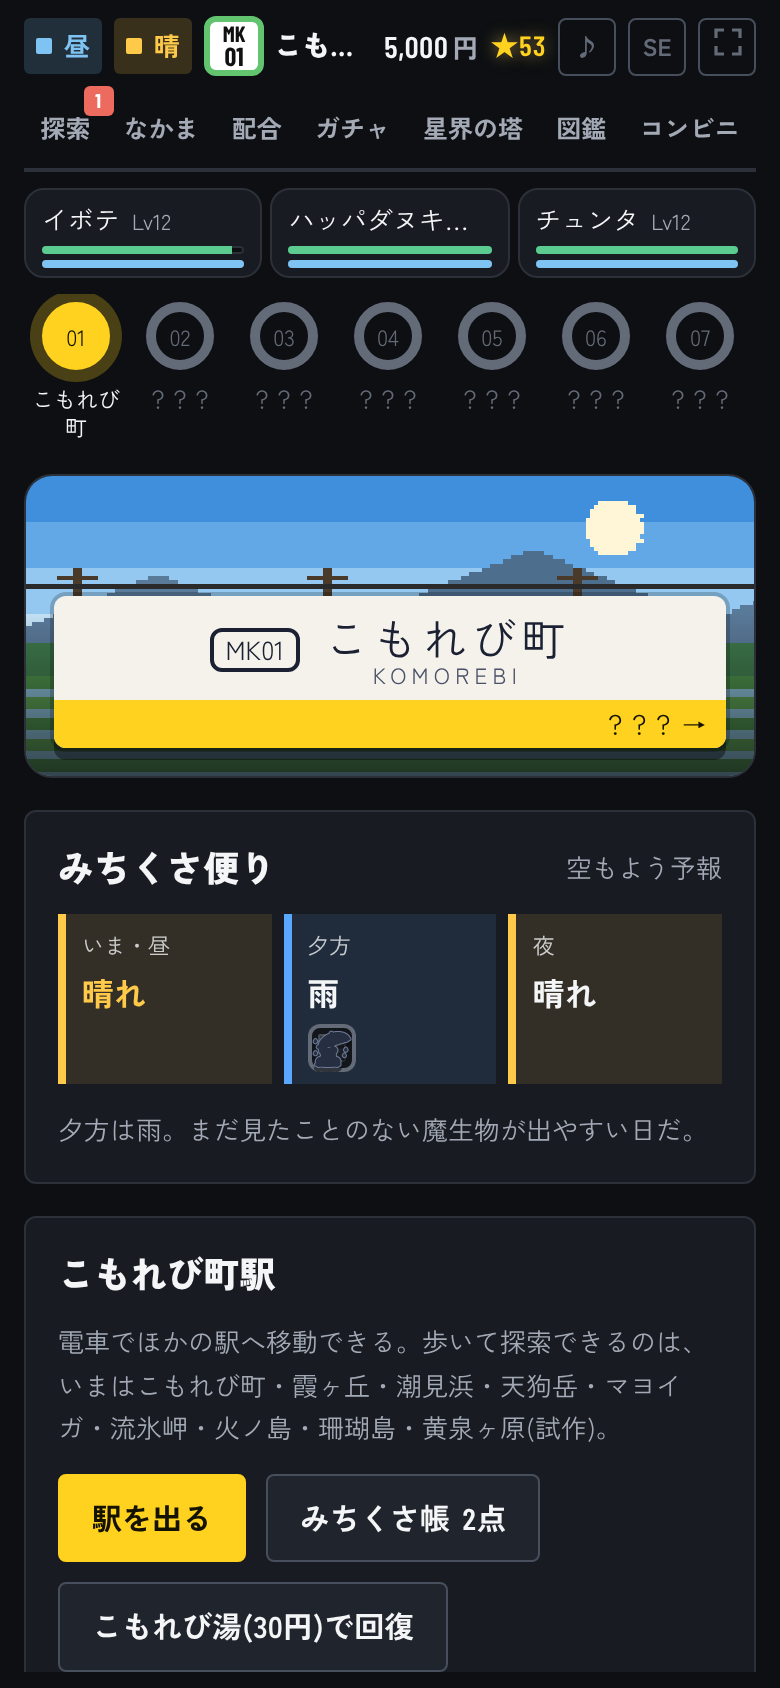 昼 晴 MK 01 こも… 5,000円 ★53 ♪ SE
1
探索 なかま 配合 ガチャ 星界の塔 図鑑 コンビニ
イボテ Lv12 ハッパダヌキ… チュンタ Lv12
01 02 03 04 05 06 07
こもれび町 ？？？ ？？？ ？？？ ？？？ ？？？ ？？？
MK01 こもれび町
KOMOREBI
？？？ →
みちくさ便り 空もよう予報
いま・昼 夕方 夜
晴れ 雨 晴れ
夕方は雨。まだ見たことのない魔生物が出やすい日だ。
こもれび町駅
電車でほかの駅へ移動できる。歩いて探索できるのは、
いまはこもれび町・霞ヶ丘・潮見浜・天狗岳・マヨイ
ガ・流氷岬・火ノ島・珊瑚島・黄泉ヶ原(試作)。
駅を出る みちくさ帳 2点
こもれび湯(30円)で回復